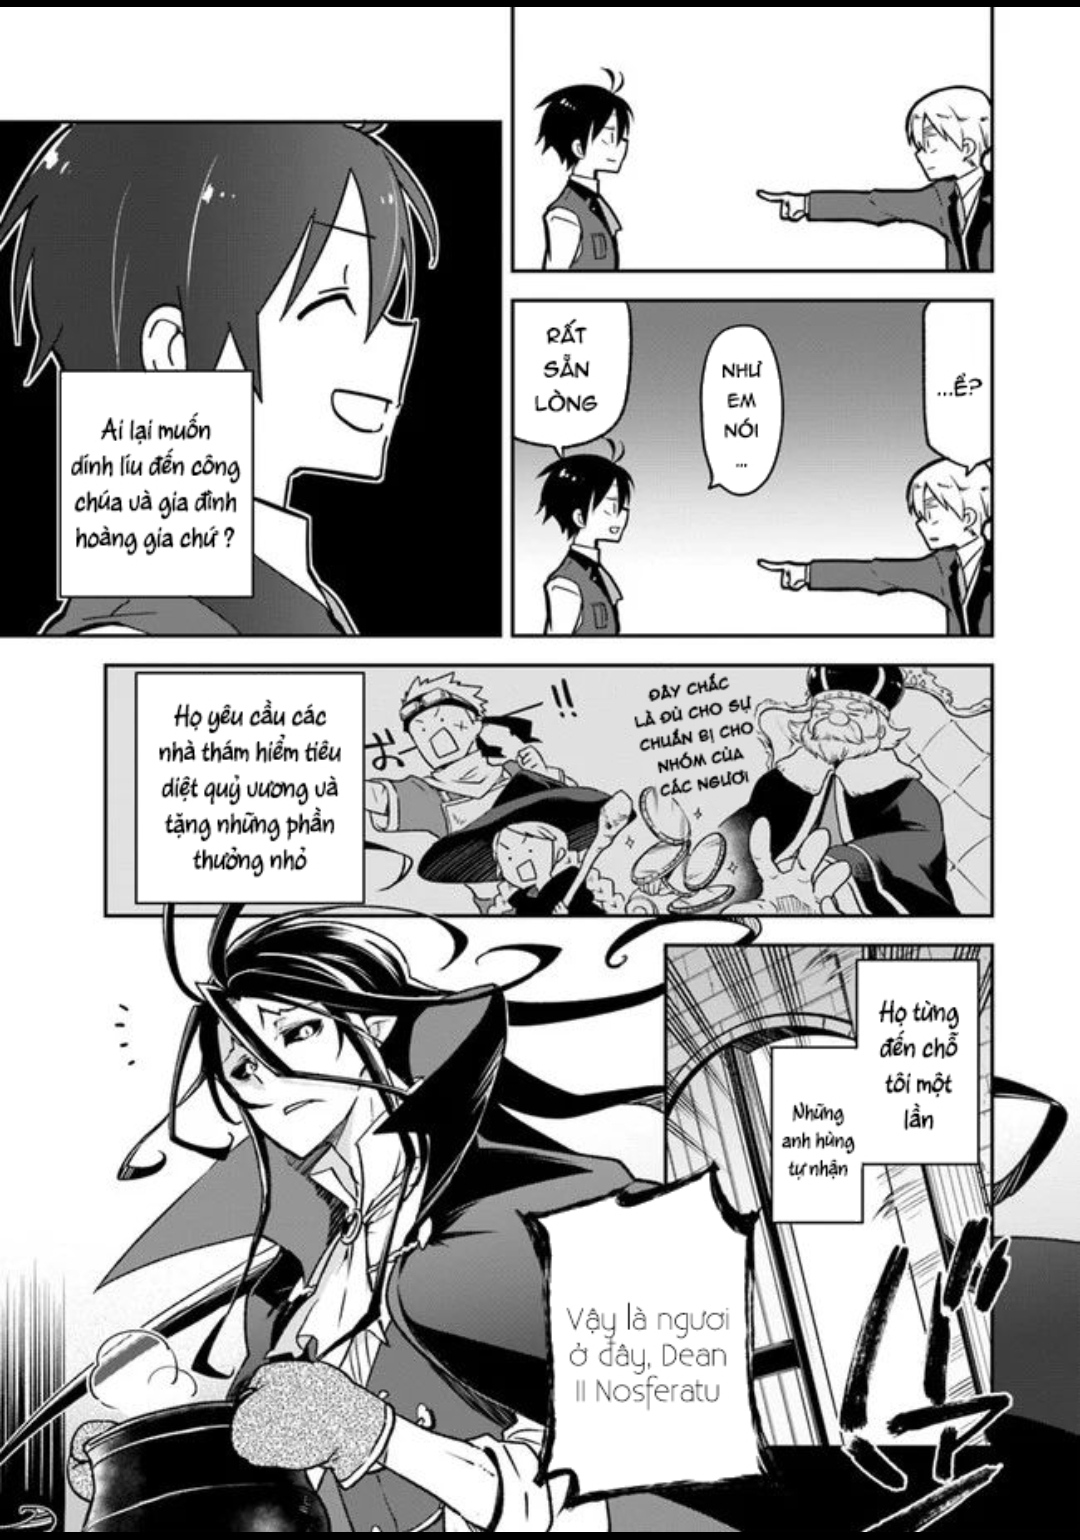 ...Ể?
NHƯ
EM
NÓI
...
RẤT
SẴN
LÒNG
Ai lại muốn
dính líu đến công
chúa và gia đình
hoàng gia chứ ?
ĐÂY CHẮC
LÀ ĐỦ CHO SỰ
CHUẨN BỊ CHO
NHÓM CỦA
CÁC NGƯƠI
!!
お
Họ yêu cầu các
nhà thám hiểm tiêu
diệt quỷ vương và
tặng những phần
thưởng nhỏ
Họ từng
đến chỗ
tôi một
lần
Những
anh hùng
tự nhận
Vậy là ngươi
ở đây, Dean
II Nosferatu